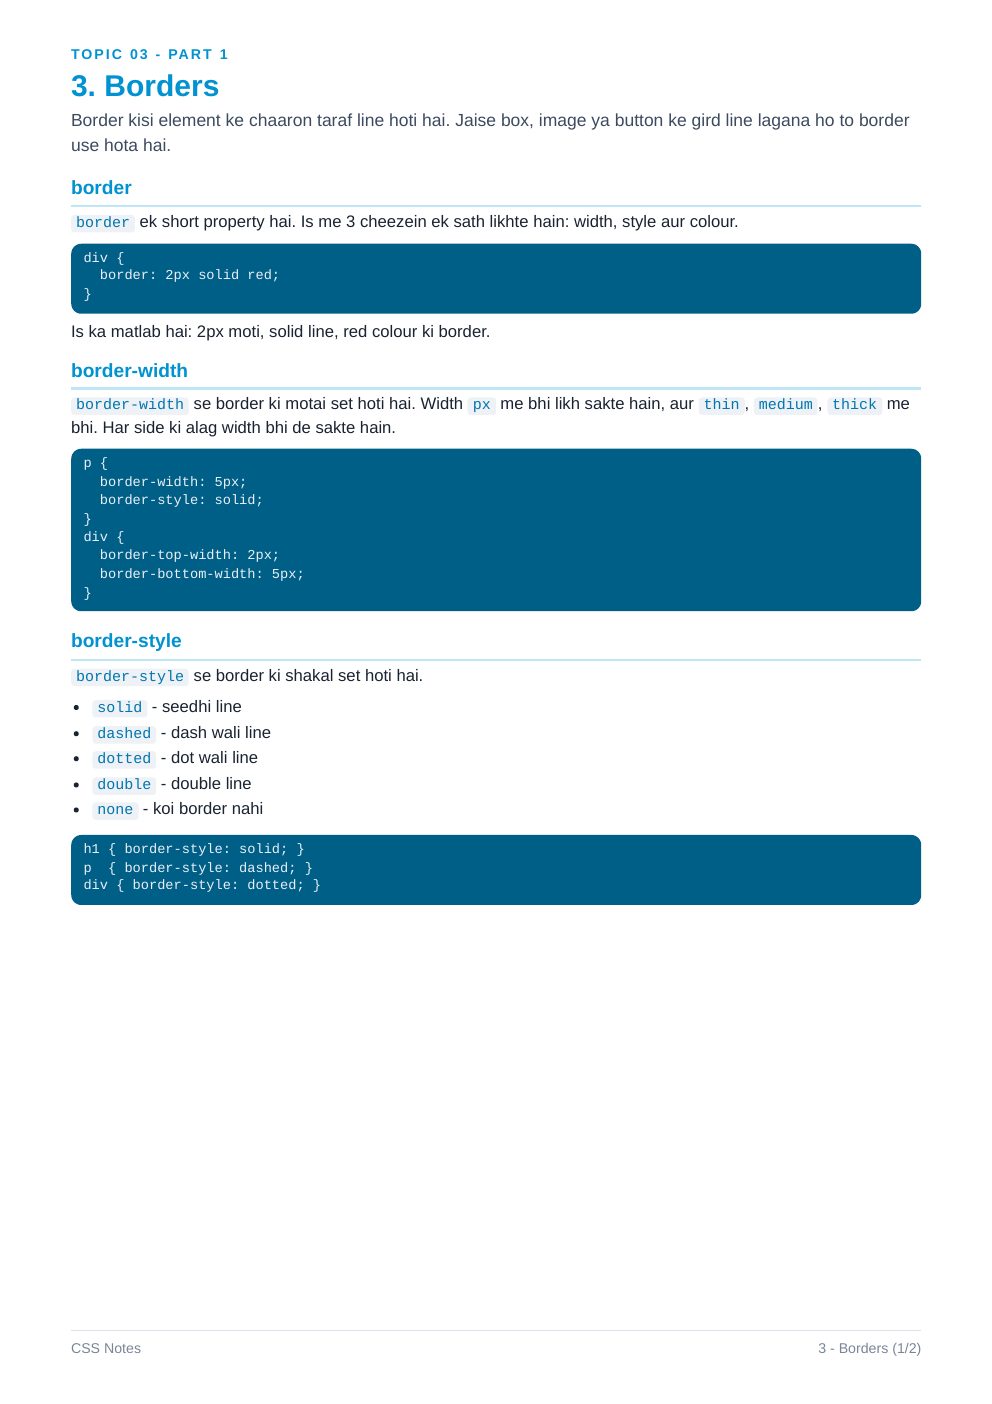 TOPIC 03 - PART 1
3. Borders
Border kisi element ke chaaron taraf line hoti hai. Jaise box, image ya button ke gird line lagana ho to border
use hota hai.
border
border ek short property hai. Is me 3 cheezein ek sath likhte hain: width, style aur colour.
div {
  border: 2px solid red;
}
Is ka matlab hai: 2px moti, solid line, red colour ki border.
border-width
border-width se border ki motai set hoti hai. Width px me bhi likh sakte hain, aur thin, medium, thick me
bhi. Har side ki alag width bhi de sakte hain.
p {
  border-width: 5px;
  border-style: solid;
}
div {
  border-top-width: 2px;
  border-bottom-width: 5px;
}
border-style
border-style se border ki shakal set hoti hai.
• solid - seedhi line
• dashed - dash wali line
• dotted - dot wali line
• double - double line
• none - koi border nahi
h1 { border-style: solid; }
p  { border-style: dashed; }
div { border-style: dotted; }
CSS Notes
3 - Borders (1/2)